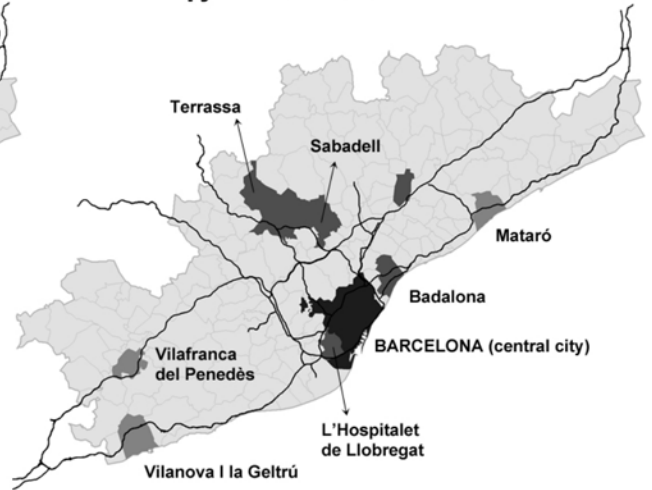 Terrassa
Sabadell
Mataró
Badalona
BARCELONA (central city)
Vilafranca
del Penedès
L'Hospitalet
de Llobregat
Vilanova I la Geltrú